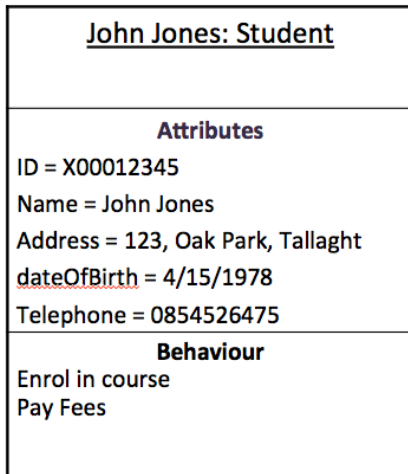 John Jones: Student
Attributes
ID = X00012345
Name = John Jones
Address = 123, Oak Park, Tallaght
dateOfBirth = 4/15/1978
Telephone = 0854526475
Behaviour
Enrol in course
Pay Fees